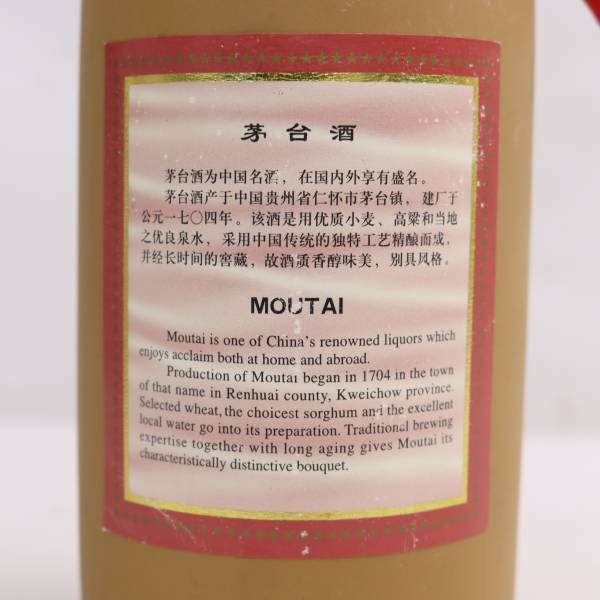 茅台酒
茅台酒为中国名酒，在国内外享有盛名。
茅台酒产于中国贵州省仁怀市茅台镇，建厂于
公元一七〇四年。该酒是用优质小麦、高粱和当地
之优良泉水，采用中国传统的独特工艺精酿而成，
并经长时间的窖藏，故酒质香醇味美，别具风格。
MOUTAI
Moutai is one of China's renowned liquors which
enjoys acclaim both at home and abroad.
Production of Moutai began in 1704 in the town
of that name in Renhuai county, Kweichow province.
Selected wheat, the choicest sorghum and the excellent
local water go into its preparation. Traditional brewing
expertise together with long aging gives Moutai its
characteristically distinctive bouquet.